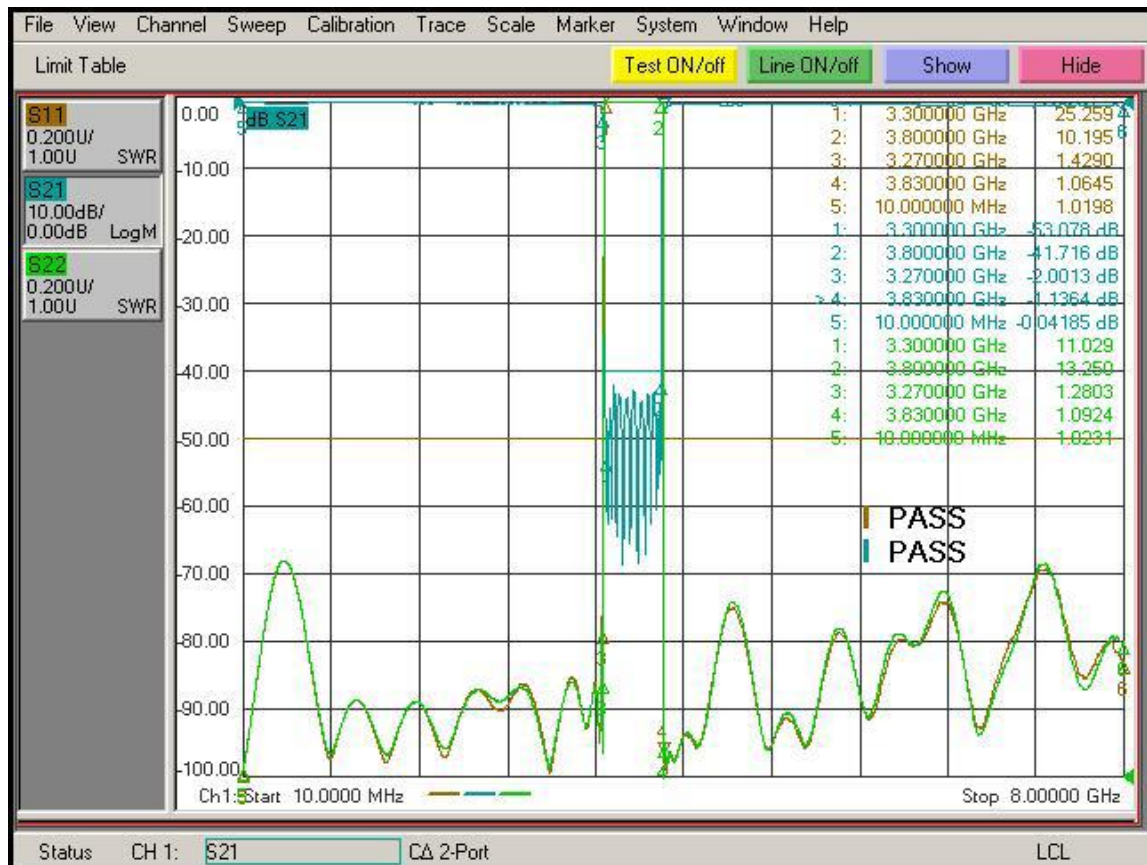 File View Channel Sweep Calibration Trace Scale Marker System Window Help
Limit Table Test ON/off Line ON/off Show Hide
S11
0.200U/
1.00U SWR
S21
10.00dB/
0.00dB LogM
S22
0.200U/
1.00U SWR
0.00
-10.00
-20.00
-30.00
-40.00
-50.00
-60.00
-70.00
-80.00
-90.00
-100.00
dB S21
1: 3.300000 GHz 25.259
2: 3.800000 GHz 10.195
3: 3.270000 GHz 1.4290
4: 3.830000 GHz 1.0645
5: 10.000000 MHz 1.0198
1: 3.300000 GHz -53.078 dB
2: 3.800000 GHz -41.716 dB
3: 3.270000 GHz -2.0013 dB
> 4: 3.830000 GHz -1.1364 dB
5: 10.000000 MHz -0.04185 dB
1: 3.300000 GHz 11.029
2: 3.800000 GHz 13.250
3: 3.270000 GHz 1.2803
4: 3.830000 GHz 1.0924
5: 10.000000 MHz 1.0231
PASS
PASS
Ch1: Start 10.0000 MHz Stop 8.00000 GHz
Status CH 1: S21 CΔ 2-Port LCL